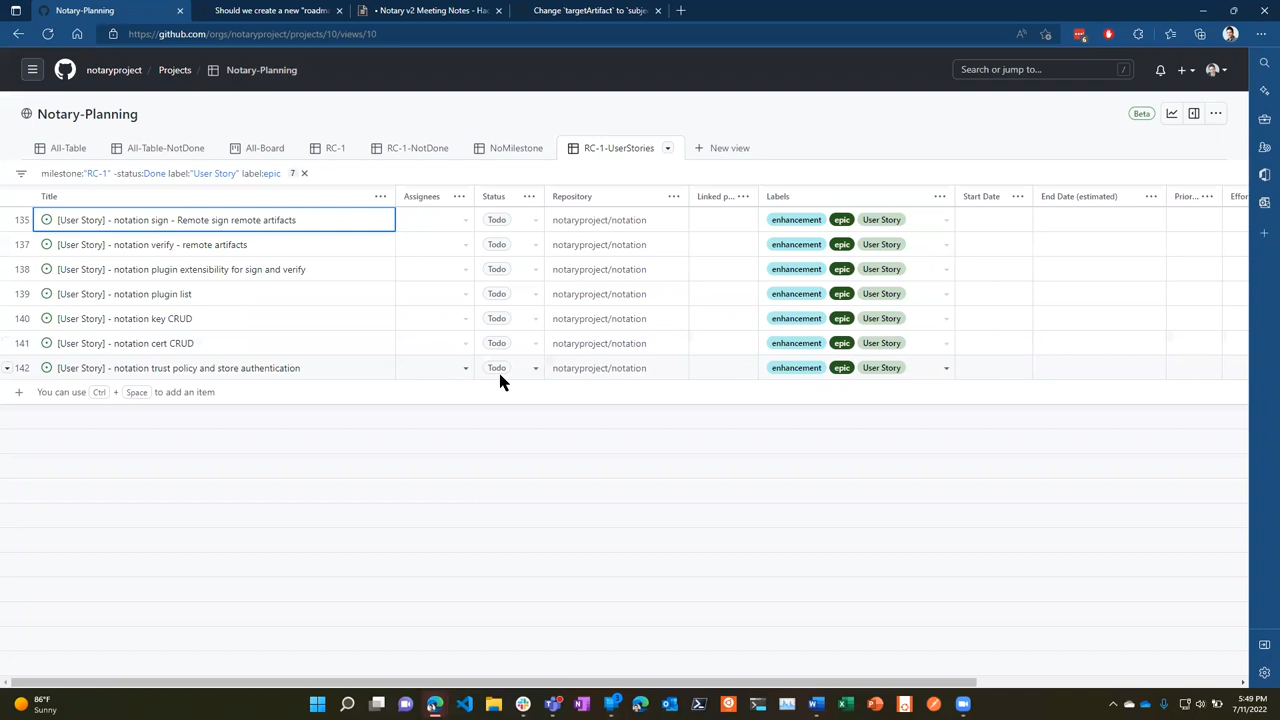 Notary-Planning
Should we create a new "roadma
• Notary v2 Meeting Notes - Hac
Change `targetArtifact` to `subjec
https://github.com/orgs/notaryproject/projects/10/views/10
notaryproject Projects Notary-Planning
Search or jump to... /
Notary-Planning
Beta
All-Table All-Table-NotDone All-Board RC-1 RC-1-NotDone NoMilestone RC-1-UserStories New view
milestone:"RC-1" -status:Done label:"User Story" label:epic 7
Title Assignees Status Repository Linked p... Labels Start Date End Date (estimated) Prior... Effor
135 [User Story] - notation sign - Remote sign remote artifacts Todo notaryproject/notation enhancement epic User Story
137 [User Story] - notation verify - remote artifacts Todo notaryproject/notation enhancement epic User Story
138 [User Story] - notation plugin extensibility for sign and verify Todo notaryproject/notation enhancement epic User Story
139 [User Story] - notation plugin list Todo notaryproject/notation enhancement epic User Story
140 [User Story] - notation key CRUD Todo notaryproject/notation enhancement epic User Story
141 [User Story] - notation cert CRUD Todo notaryproject/notation enhancement epic User Story
142 [User Story] - notation trust policy and store authentication Todo notaryproject/notation enhancement epic User Story
You can use Ctrl + Space to add an item
86°F
Sunny
5:49 PM
7/11/2022